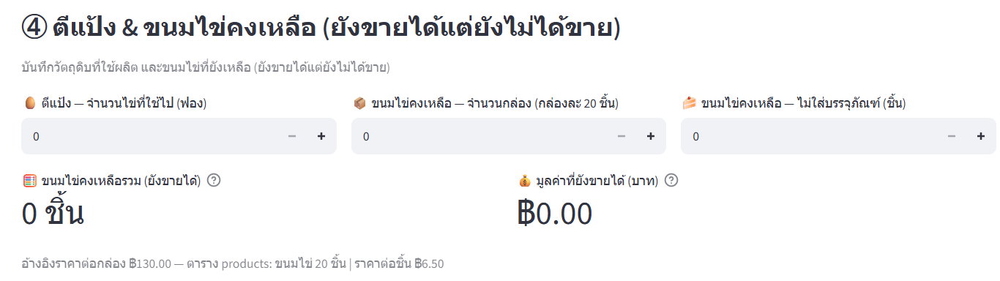 ④ ตีแป้ง & ขนมไข่คงเหลือ (ยังขายได้แต่ยังไม่ได้ขาย)
บันทึกวัตถุดิบที่ใช้ผลิต และขนมไข่ที่ยังเหลือ (ยังขายได้แต่ยังไม่ได้ขาย)
🥚 ตีแป้ง — จำนวนไข่ที่ใช้ไป (ฟอง)
📦 ขนมไข่คงเหลือ — จำนวนกล่อง (กล่องละ 20 ชิ้น)
🍰 ขนมไข่คงเหลือ — ไม่ใส่บรรจุภัณฑ์ (ชิ้น)
0 − +
0 − +
0 − +
🧮 ขนมไข่คงเหลือรวม (ยังขายได้) ?
💰 มูลค่าที่ยังขายได้ (บาท) ?
0 ชิ้น
฿0.00
อ้างอิงราคาต่อกล่อง ฿130.00 — ตาราง products: ขนมไข่ 20 ชิ้น | ราคาต่อชิ้น ฿6.50